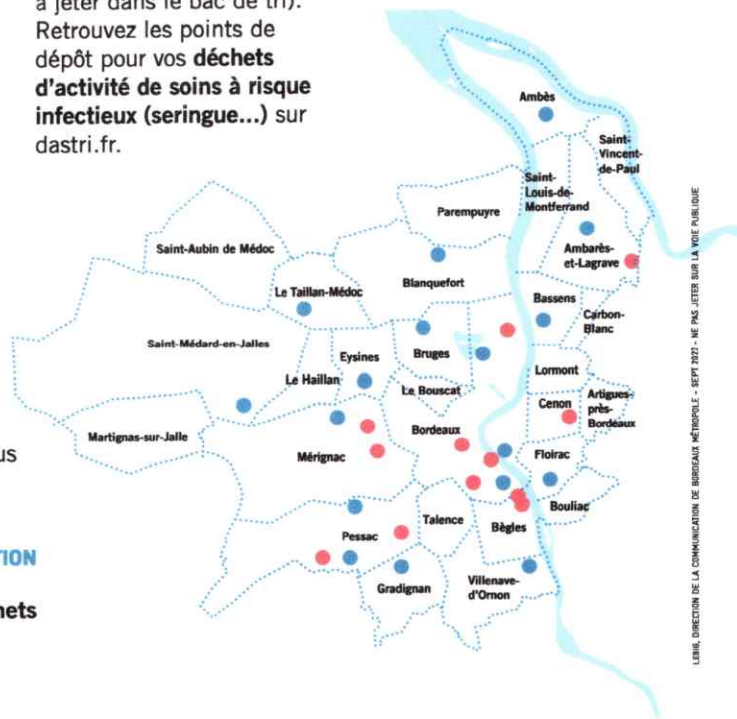 à jeter dans le bac de tri).
Retrouvez les points de
dépôt pour vos déchets
d'activité de soins à risque
infectieux (seringue...) sur
dastri.fr.
Ambès
Saint-
Vincent-
de-Paul
Saint-
Louis-de-
Montferrand
Parempuyre
Saint-Aubin de Médoc
Ambarès-
et-Lagrave
Blanquefort
Le Taillan-Médoc
Bassens
Carbon-
Blanc
Saint-Médard-en-Jalles
Eysines
Bruges
Lormont
Le Haillan
Le Bouscat
Cenon
Artigues-
près-
Bordeaux
Bordeaux
Martignas-sur-Jalle
Mérignac
Floirac
us
Bouliac
Talence
Bègles
Pessac
TION
Gradignan
Villenave-
d'Ornon
nets
LEBIG, DIRECTION DE LA COMMUNICATION DE BORDEAUX MÉTROPOLE - SEPT 2022 - NE PAS JETER SUR LA VOIE PUBLIQUE